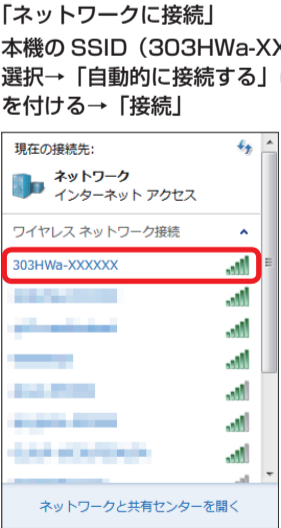 「ネットワークに接続」
本機の SSID（303HWa-XX
選択→「自動的に接続する」
を付ける→「接続」
現在の接続先:
ネットワーク
インターネット アクセス
ワイヤレス ネットワーク接続
303HWa-XXXXXX
ネットワークと共有センターを開く